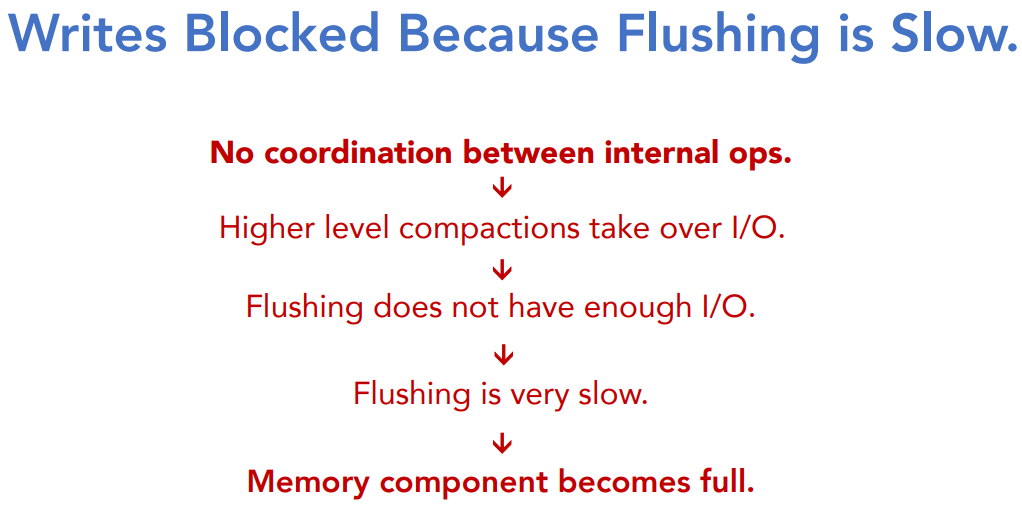 Writes Blocked Because Flushing is Slow.
No coordination between internal ops.
↓
Higher level compactions take over I/O.
↓
Flushing does not have enough I/O.
↓
Flushing is very slow.
↓
Memory component becomes full.